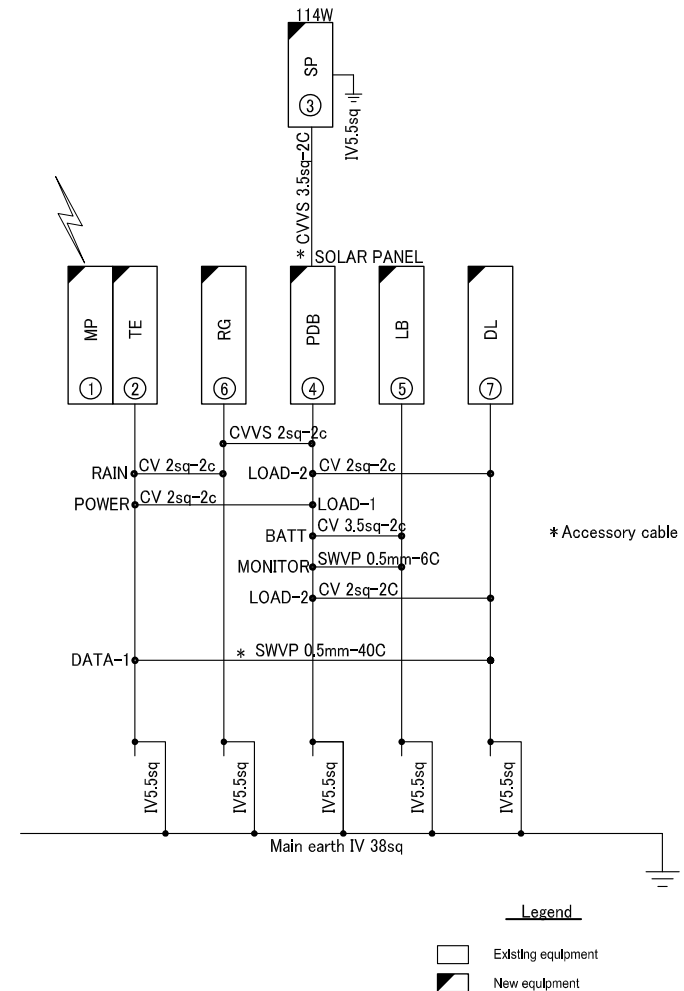 114W
SP
3
IV5.5sq
* CVVS 3.5sq-2C
SOLAR PANEL
MP
1
TE
2
RG
6
PDB
4
LB
5
DL
7
CVVS 2sq-2c
RAIN CV 2sq-2c
LOAD-2 CV 2sq-2c
POWER CV 2sq-2c LOAD-1
BATT CV 3.5sq-2c
* Accessory cable
MONITOR SWVP 0.5mm-6C
LOAD-2 CV 2sq-2C
DATA-1 * SWVP 0.5mm-40C
IV5.5sq
IV5.5sq
IV5.5sq
IV5.5sq
IV5.5sq
Main earth IV 38sq
Legend
Existing equipment
New equipment